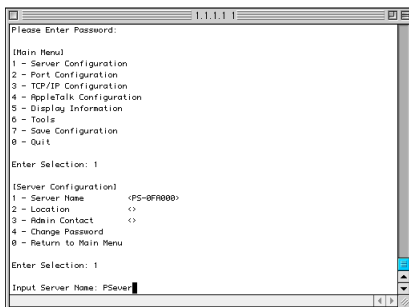 1.1.1.1 1
Please Enter Password:
[Main Menu]
1 - Server Configuration
2 - Port Configuration
3 - TCP/IP Configuration
4 - AppleTalk Configuration
5 - Display Information
6 - Tools
7 - Save Configuration
0 - Quit
Enter Selection: 1
[Server Configuration]
1 - Server Name <PS-0FA000>
2 - Location <>
3 - Admin Contact <>
4 - Change Password
0 - Return to Main Menu
Enter Selection: 1
Input Server Name: PSever